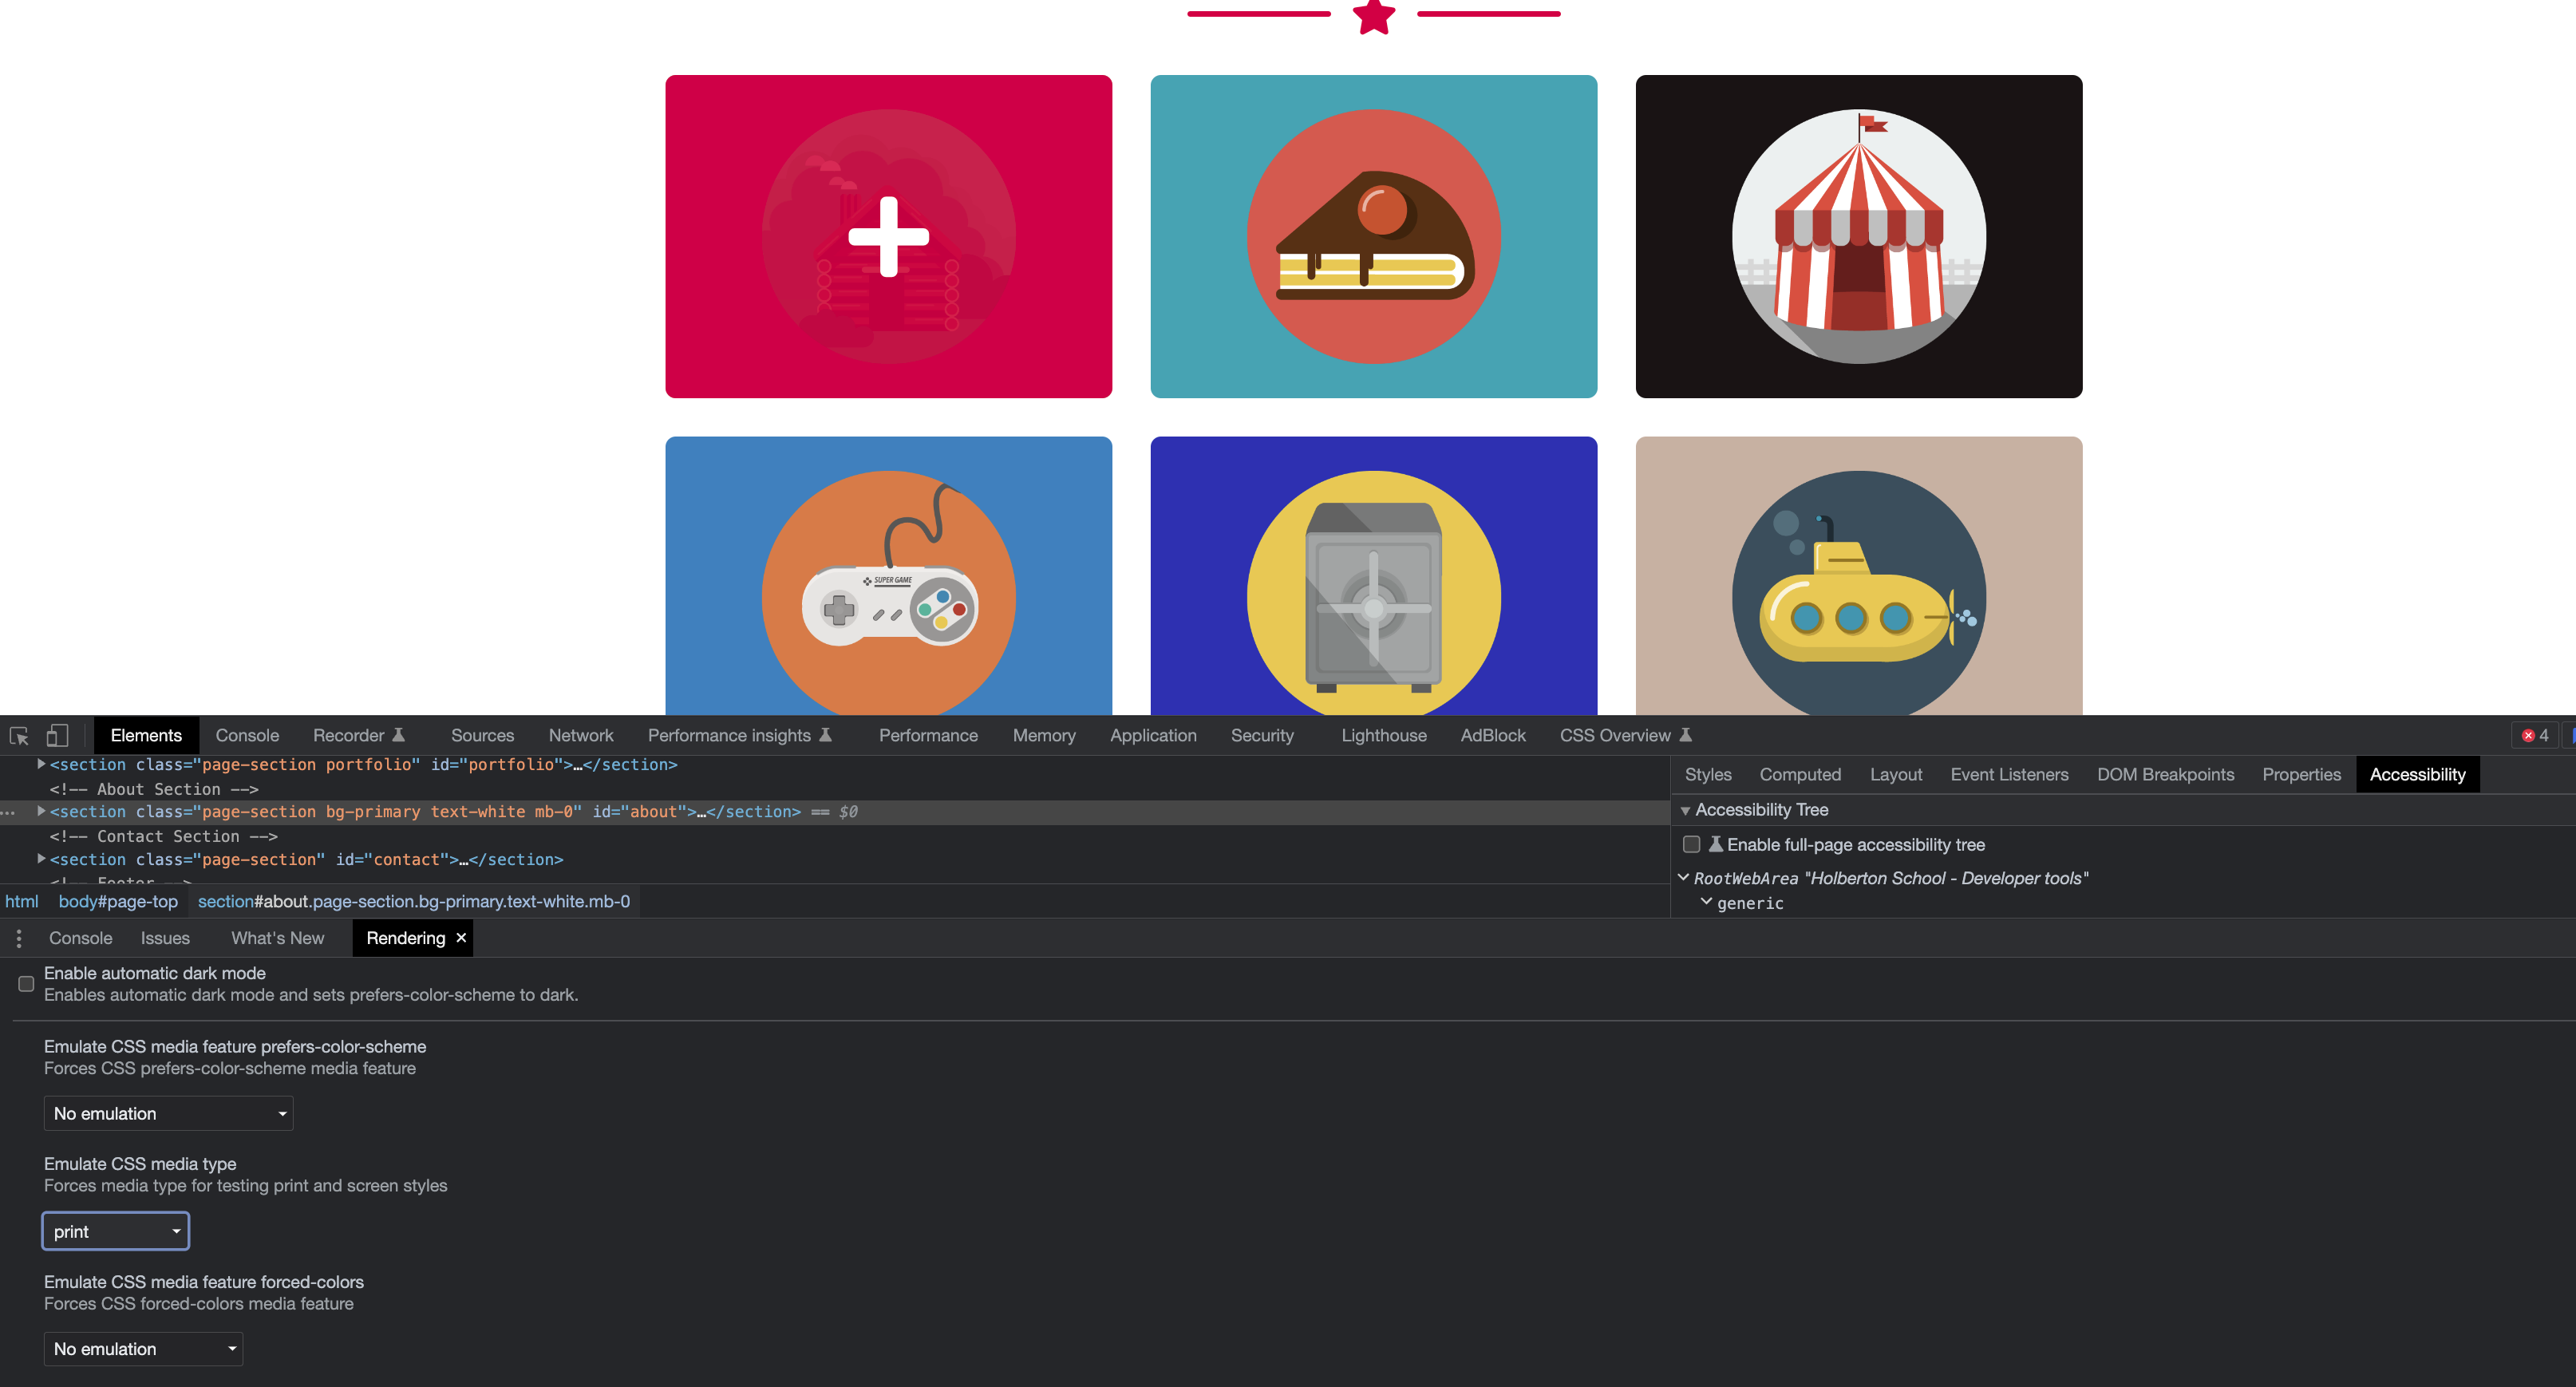 SUPER GAME
Elements Console Recorder Sources Network Performance insights Performance Memory Application Security Lighthouse AdBlock CSS Overview 4
<section class="page-section portfolio" id="portfolio">…</section>
<!-- About Section -->
… <section class="page-section bg-primary text-white mb-0" id="about">…</section> == $0
<!-- Contact Section -->
<section class="page-section" id="contact">…</section>
<!-- Footer -->
html body#page-top section#about.page-section.bg-primary.text-white.mb-0
Styles Computed Layout Event Listeners DOM Breakpoints Properties Accessibility
Accessibility Tree
Enable full-page accessibility tree
RootWebArea "Holberton School - Developer tools"
generic
Console Issues What's New Rendering ×
Enable automatic dark mode
Enables automatic dark mode and sets prefers-color-scheme to dark.
Emulate CSS media feature prefers-color-scheme
Forces CSS prefers-color-scheme media feature
No emulation
Emulate CSS media type
Forces media type for testing print and screen styles
print
Emulate CSS media feature forced-colors
Forces CSS forced-colors media feature
No emulation